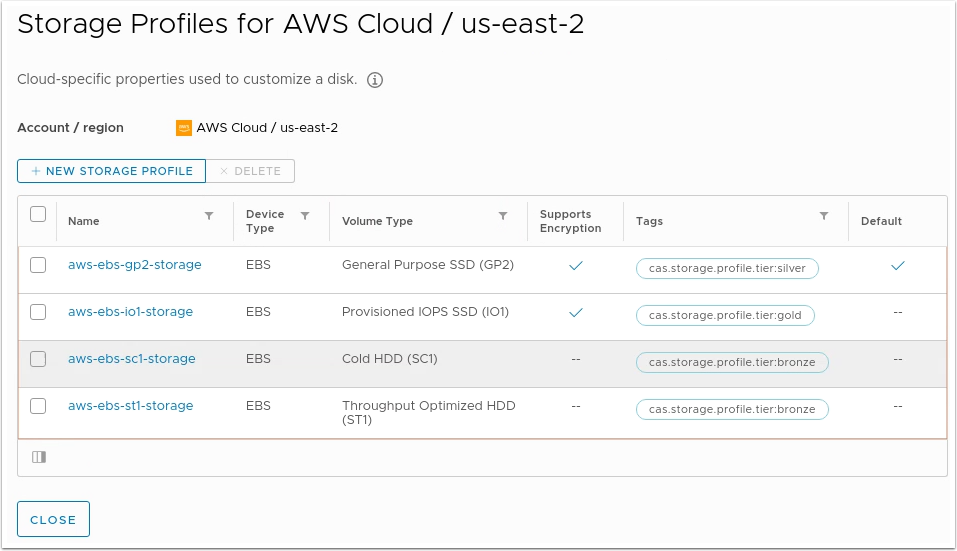 Storage Profiles for AWS Cloud / us-east-2
Cloud-specific properties used to customize a disk.
Account / region aws AWS Cloud / us-east-2
+ NEW STORAGE PROFILE × DELETE
Name Device Type Volume Type Supports Encryption Tags Default
aws-ebs-gp2-storage EBS General Purpose SSD (GP2) cas.storage.profile.tier:silver
aws-ebs-io1-storage EBS Provisioned IOPS SSD (IO1) cas.storage.profile.tier:gold --
aws-ebs-sc1-storage EBS Cold HDD (SC1) -- cas.storage.profile.tier:bronze --
aws-ebs-st1-storage EBS Throughput Optimized HDD (ST1) -- cas.storage.profile.tier:bronze --
CLOSE